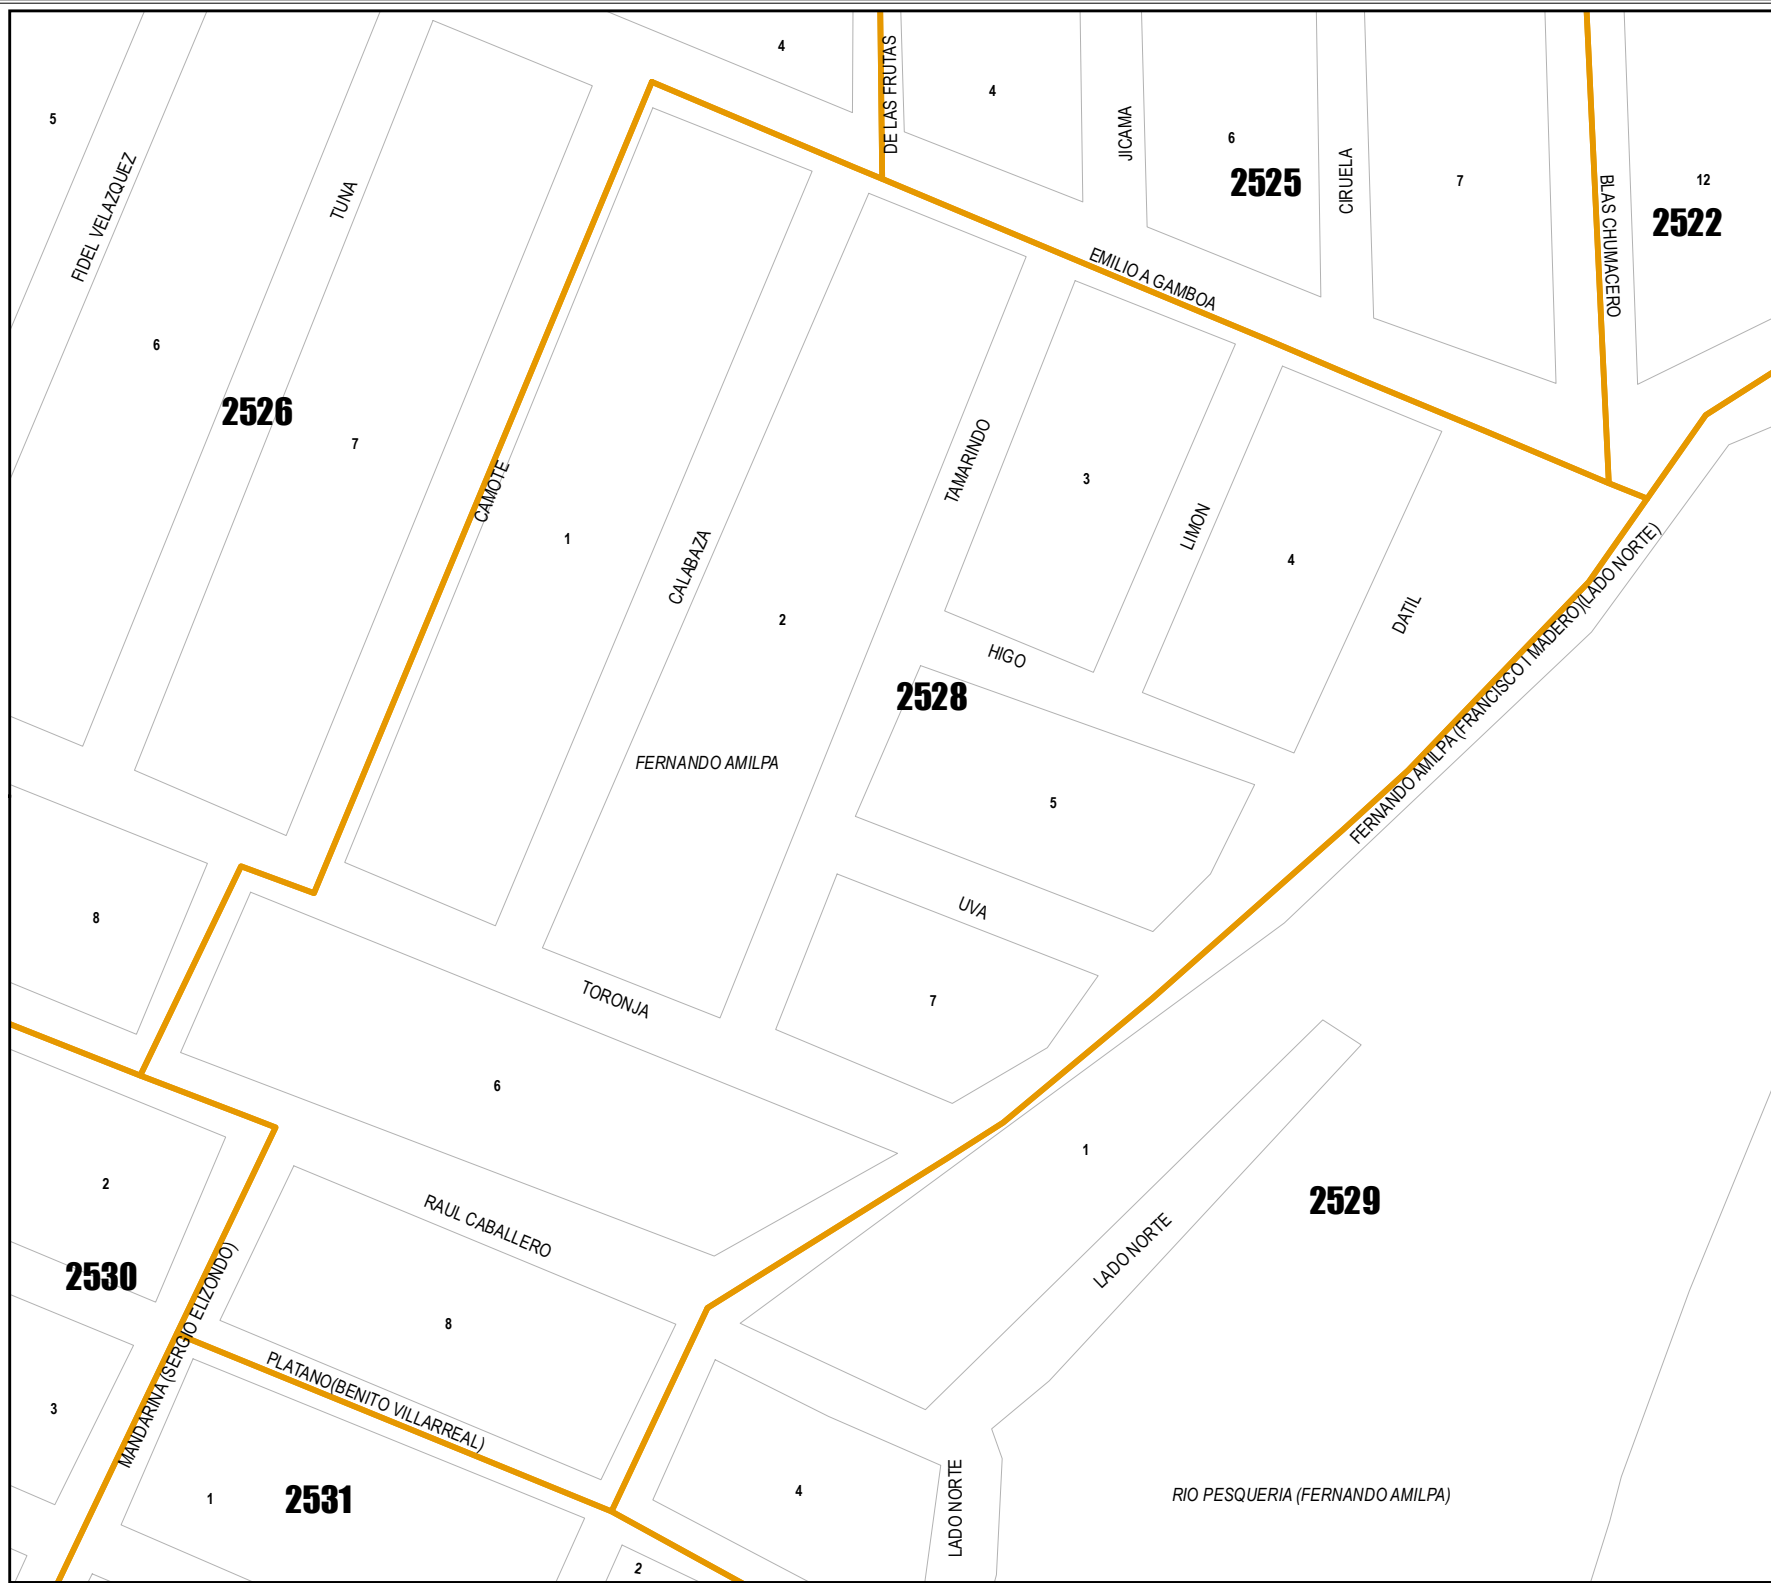 4
DE LAS FRUTAS
4
5
JICAMA
6
CIRUELA
7
12
2525
FIDEL VELAZQUEZ
TUNA
BLAS CHUMACERO
2522
EMILIO A GAMBOA
6
2526
7
CAMOTE
TAMARINDO
3
LIMON
1
CALABAZA
4
2
DATIL
HIGO
FERNANDO AMILPA (FRANCISCO I MADERO)(LADO NORTE)
2528
FERNANDO AMILPA
5
8
UVA
TORONJA
7
6
1
2
2529
RAUL CABALLERO
LADO NORTE
2530
MANDARINA (SERGIO ELIZONDO)
8
PLATANO(BENITO VILLARREAL)
3
1
2531
4
LADO NORTE
RIO PESQUERIA (FERNANDO AMILPA)
2